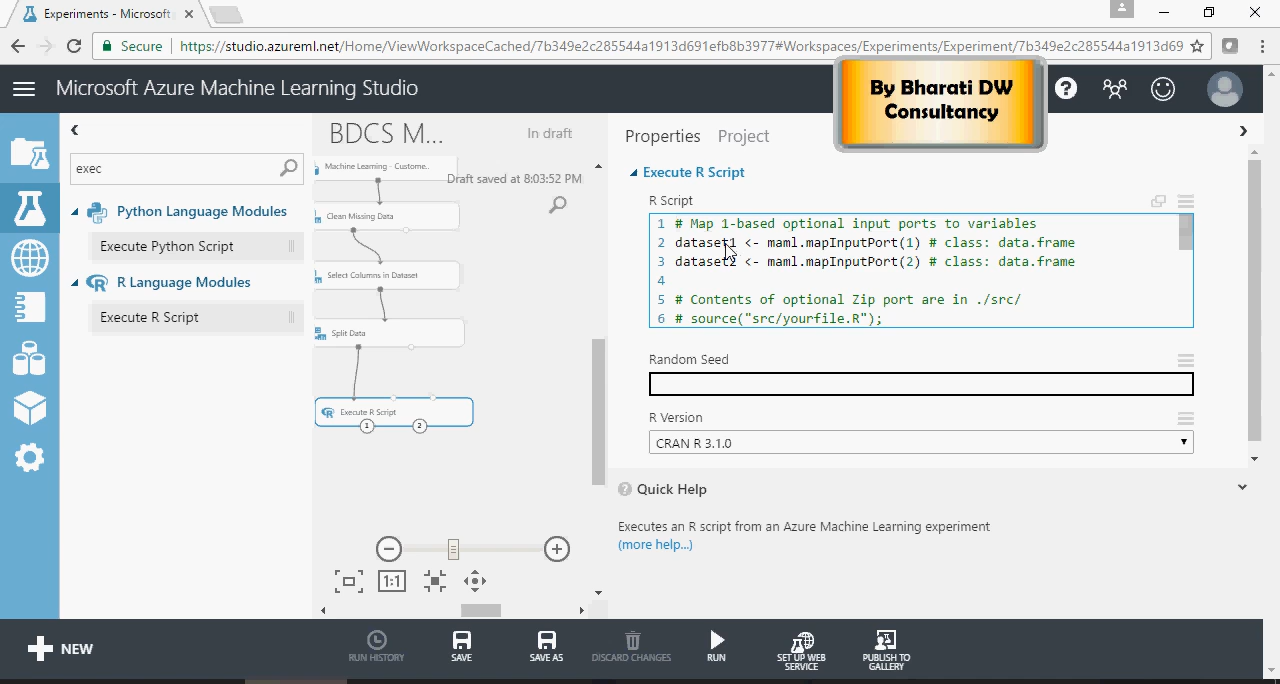 Experiments - Microsoft
Secure
https://studio.azureml.net/Home/ViewWorkspaceCached/7b349e2c285544a1913d691efb8b3977#Workspaces/Experiments/Experiment/7b349e2c285544a1913d69
Microsoft Azure Machine Learning Studio
By Bharati DW
Consultancy
exec
Python Language Modules
Execute Python Script
R Language Modules
Execute R Script
BDCS M...
In draft
Draft saved at 8:03:52 PM
Machine Learning - Custome..
Clean Missing Data
Select Columns in Dataset
Split Data
Execute R Script
1
2
1:1
Properties
Project
Execute R Script
R Script
1 # Map 1-based optional input ports to variables
2 dataset1 <- maml.mapInputPort(1) # class: data.frame
3 dataset2 <- maml.mapInputPort(2) # class: data.frame
4
5 # Contents of optional Zip port are in ./src/
6 # source("src/yourfile.R");
Random Seed
R Version
CRAN R 3.1.0
Quick Help
Executes an R script from an Azure Machine Learning experiment
(more help...)
NEW
RUN HISTORY
SAVE
SAVE AS
DISCARD CHANGES
RUN
SET UP WEB
SERVICE
PUBLISH TO
GALLERY